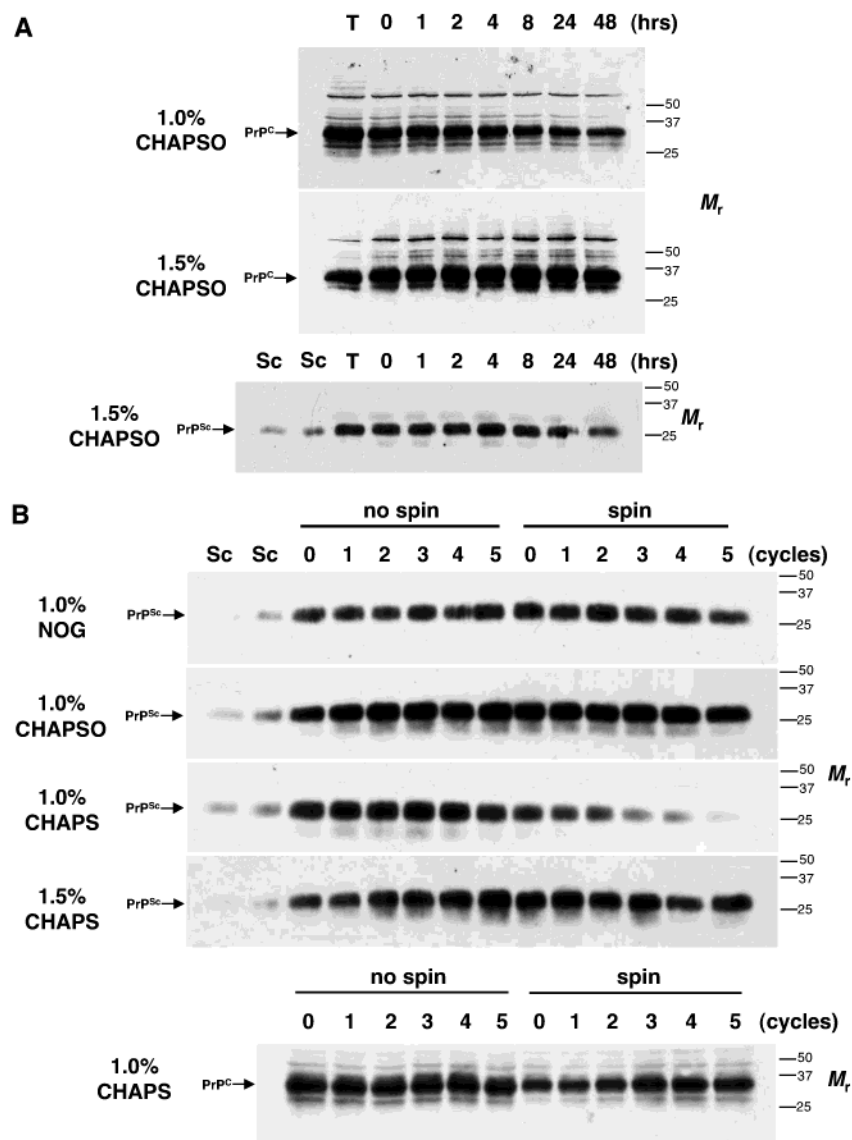 A
T 0 1 2 4 8 24 48 (hrs)
1.0% CHAPSO
PrPC
50
37
25
Mr
1.5% CHAPSO
PrPC
50
37
25
Sc Sc T 0 1 2 4 8 24 48 (hrs)
1.5% CHAPSO
PrPSc
50
37
25
Mr
B
no spin spin
Sc Sc 0 1 2 3 4 5 0 1 2 3 4 5 (cycles)
1.0% NOG
PrPSc
50
37
25
1.0% CHAPSO
PrPSc
50
37
25
Mr
1.0% CHAPS
PrPSc
50
37
25
1.5% CHAPS
PrPSc
50
37
25
no spin spin
0 1 2 3 4 5 0 1 2 3 4 5 (cycles)
1.0% CHAPS
PrPC
50
37
25
Mr